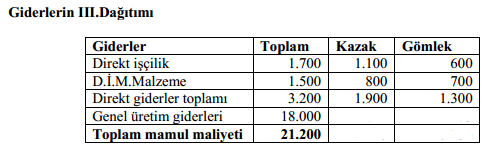 Giderlerin III.Dağıtımı
Giderler Toplam Kazak Gömlek
Direkt işçilik 1.700 1.100 600
D.İ.M.Malzeme 1.500 800 700
Direkt giderler toplamı 3.200 1.900 1.300
Genel üretim giderleri 18.000
Toplam mamul maliyeti 21.200